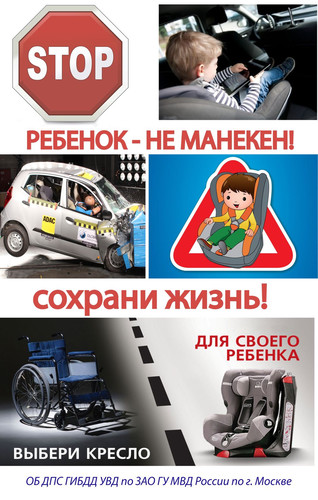 STOP
РЕБЕНОК - НЕ МАНЕКЕН!
ADAC
сохрани жизнь!
ДЛЯ СВОЕГО
РЕБЕНКА
ВЫБЕРИ КРЕСЛО
ОБ ДПС ГИБДД УВД по ЗАО ГУ МВД России по г. Москве